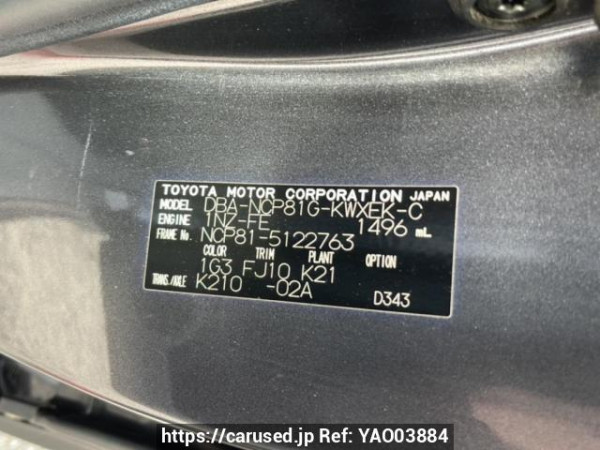 TOYOTA MOTOR CORPORATION JAPAN
MODEL DBA-NCP81G-KWXEK-C
ENGINE 1NZ-FE 1496 mL
FRAME No. NCP81-5122763
COLOR TRIM PLANT OPTION
1G3 FJ10 K21
TRANS./AXLE K210 -02A D343
https://carused.jp Ref: YA003884